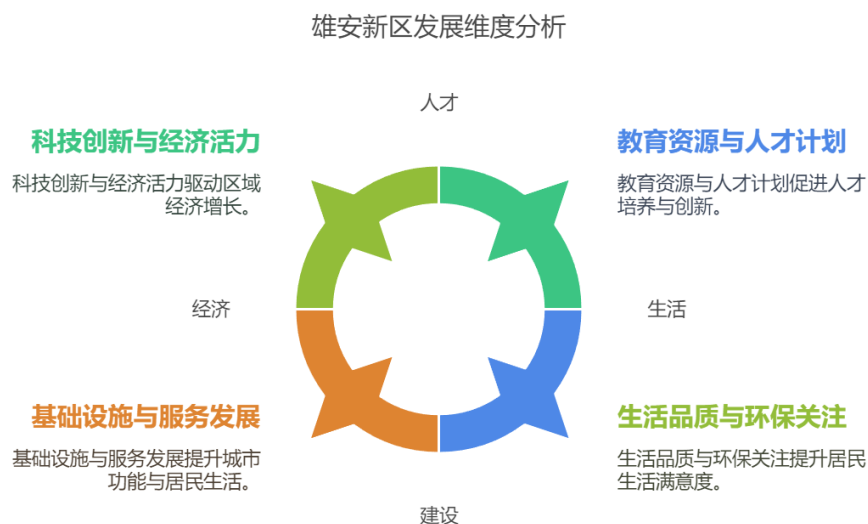 雄安新区发展维度分析
人才
科技创新与经济活力
科技创新与经济活力驱动区域
经济增长。
教育资源与人才计划
教育资源与人才计划促进人才
培养与创新。
经济
生活
基础设施与服务发展
基础设施与服务发展提升城市
功能与居民生活。
生活品质与环保关注
生活品质与环保关注提升居民
生活满意度。
建设